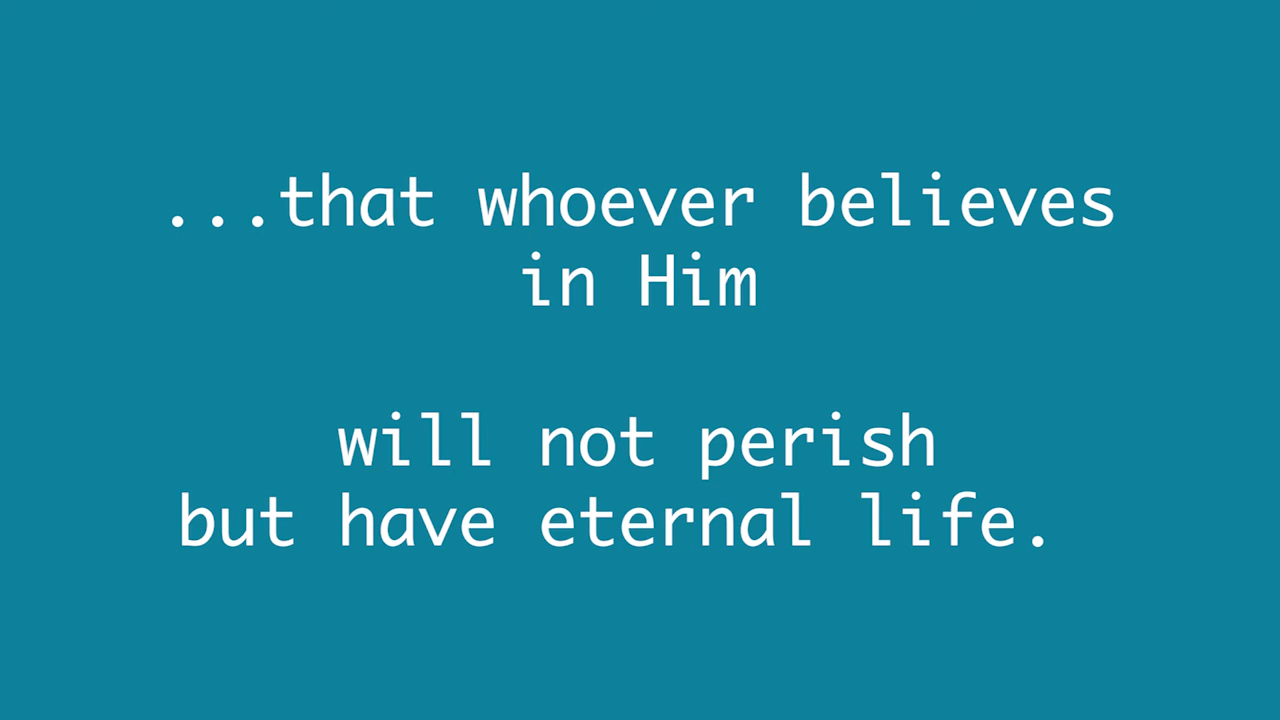 ...that whoever believes
in Him
will not perish
but have eternal life.